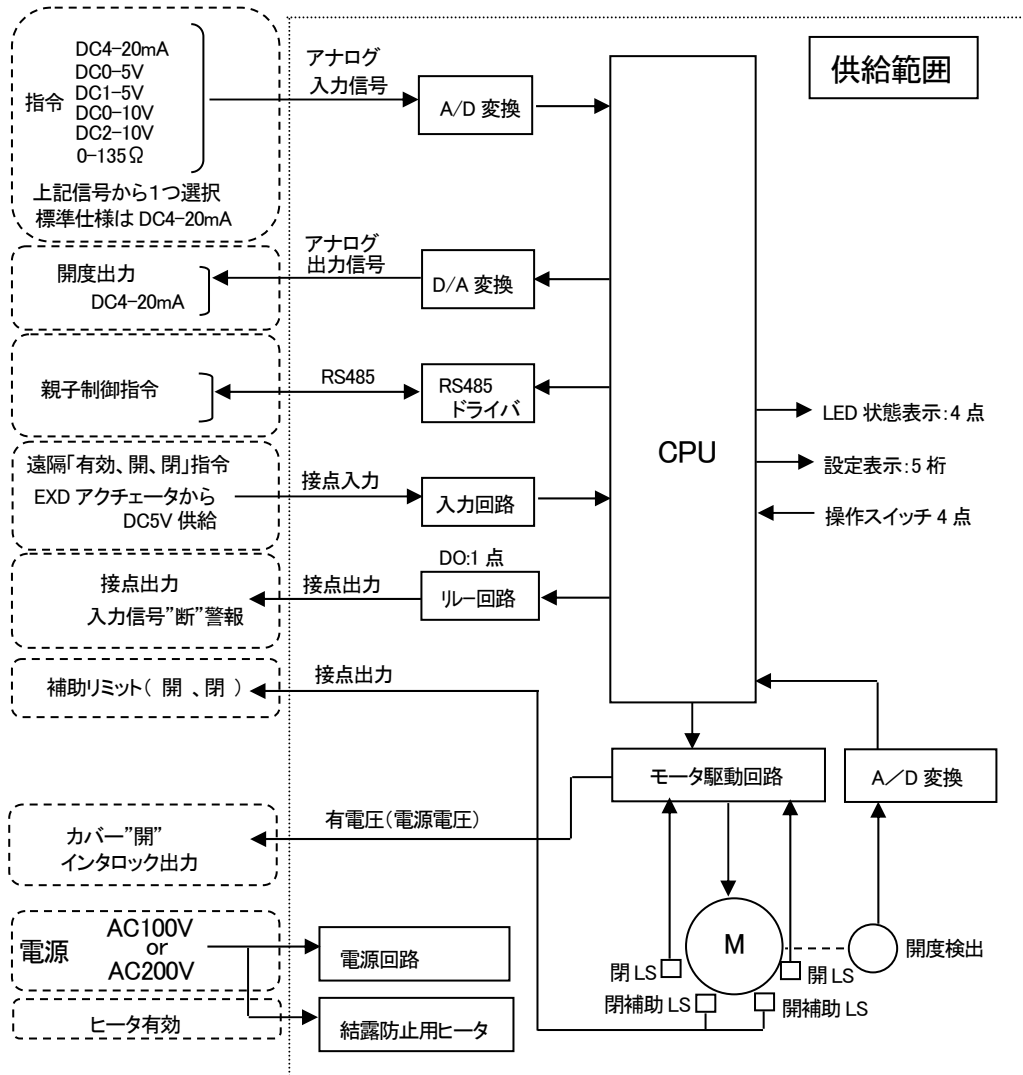 供給範囲
指令
DC4-20mA
DC0-5V
DC1-5V
DC0-10V
DC2-10V
0-135Ω
上記信号から1つ選択
標準仕様は DC4-20mA
アナログ
入力信号
A/D 変換
開度出力
DC4-20mA
アナログ
出力信号
D/A 変換
親子制御指令
RS485
RS485
ドライバ
CPU
LED 状態表示:4 点
設定表示:5 桁
操作スイッチ 4 点
遠隔「有効、開、閉」指令
EXD アクチェータから
DC5V 供給
接点入力
入力回路
DO:1 点
接点出力
入力信号”断”警報
接点出力
リレー回路
補助リミット( 開 、閉 )
接点出力
モータ駆動回路
A/D 変換
カバー”開”
インタロック出力
有電圧(電源電圧)
M
開度検出
閉 LS
開 LS
閉補助 LS
開補助 LS
電源
AC100V
or
AC200V
電源回路
ヒータ有効
結露防止用ヒータ